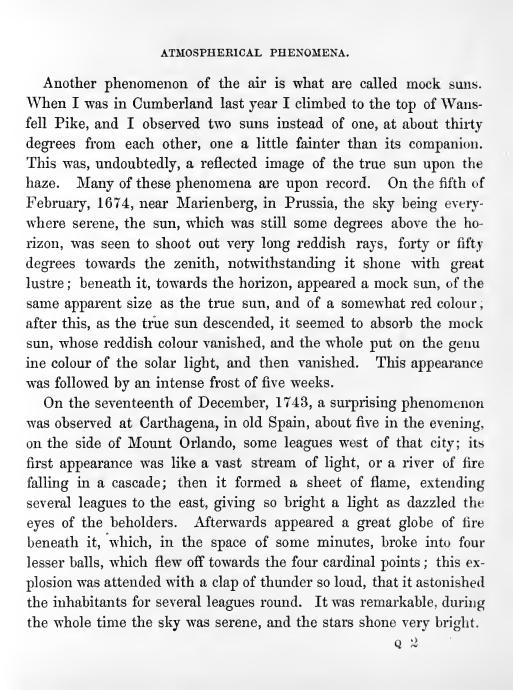 ATMOSPHERICAL PHENOMENA.
Another phenomenon of the air is what are called mock suns.
When I was in Cumberland last year I climbed to the top of Wans-
fell Pike, and I observed two suns instead of one, at about thirty
degrees from each other, one a little fainter than its companion.
This was, undoubtedly, a reflected image of the true sun upon the
haze. Many of these phenomena are upon record. On the fifth of
February, 1674, near Marienberg, in Prussia, the sky being every-
where serene, the sun, which was still some degrees above the ho-
rizon, was seen to shoot out very long reddish rays, forty or fifty
degrees towards the zenith, notwithstanding it shone with great
lustre; beneath it, towards the horizon, appeared a mock sun, of the
same apparent size as the true sun, and of a somewhat red colour;
after this, as the true sun descended, it seemed to absorb the mock
sun, whose reddish colour vanished, and the whole put on the genu
ine colour of the solar light, and then vanished. This appearance
was followed by an intense frost of five weeks.
On the seventeenth of December, 1743, a surprising phenomenon
was observed at Carthagena, in old Spain, about five in the evening,
on the side of Mount Orlando, some leagues west of that city; its
first appearance was like a vast stream of light, or a river of fire
falling in a cascade; then it formed a sheet of flame, extending
several leagues to the east, giving so bright a light as dazzled the
eyes of the beholders. Afterwards appeared a great globe of fire
beneath it, which, in the space of some minutes, broke into four
lesser balls, which flew off towards the four cardinal points; this ex-
plosion was attended with a clap of thunder so loud, that it astonished
the inhabitants for several leagues round. It was remarkable, during
the whole time the sky was serene, and the stars shone very bright.
Q 2